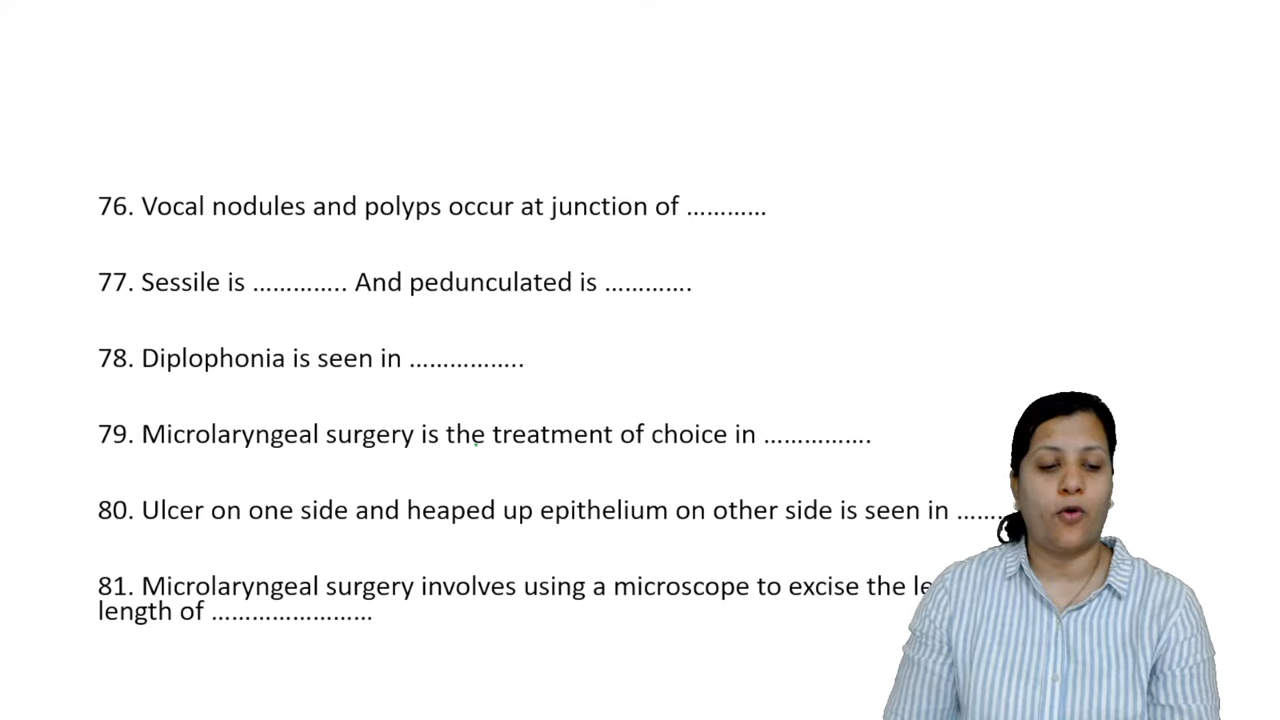 76. Vocal nodules and polyps occur at junction of …………
77. Sessile is ………….. And pedunculated is ………….
78. Diplophonia is seen in ……………..
79. Microlaryngeal surgery is the treatment of choice in …………….
80. Ulcer on one side and heaped up epithelium on other side is seen in …….
81. Microlaryngeal surgery involves using a microscope to excise the
length of ……………………